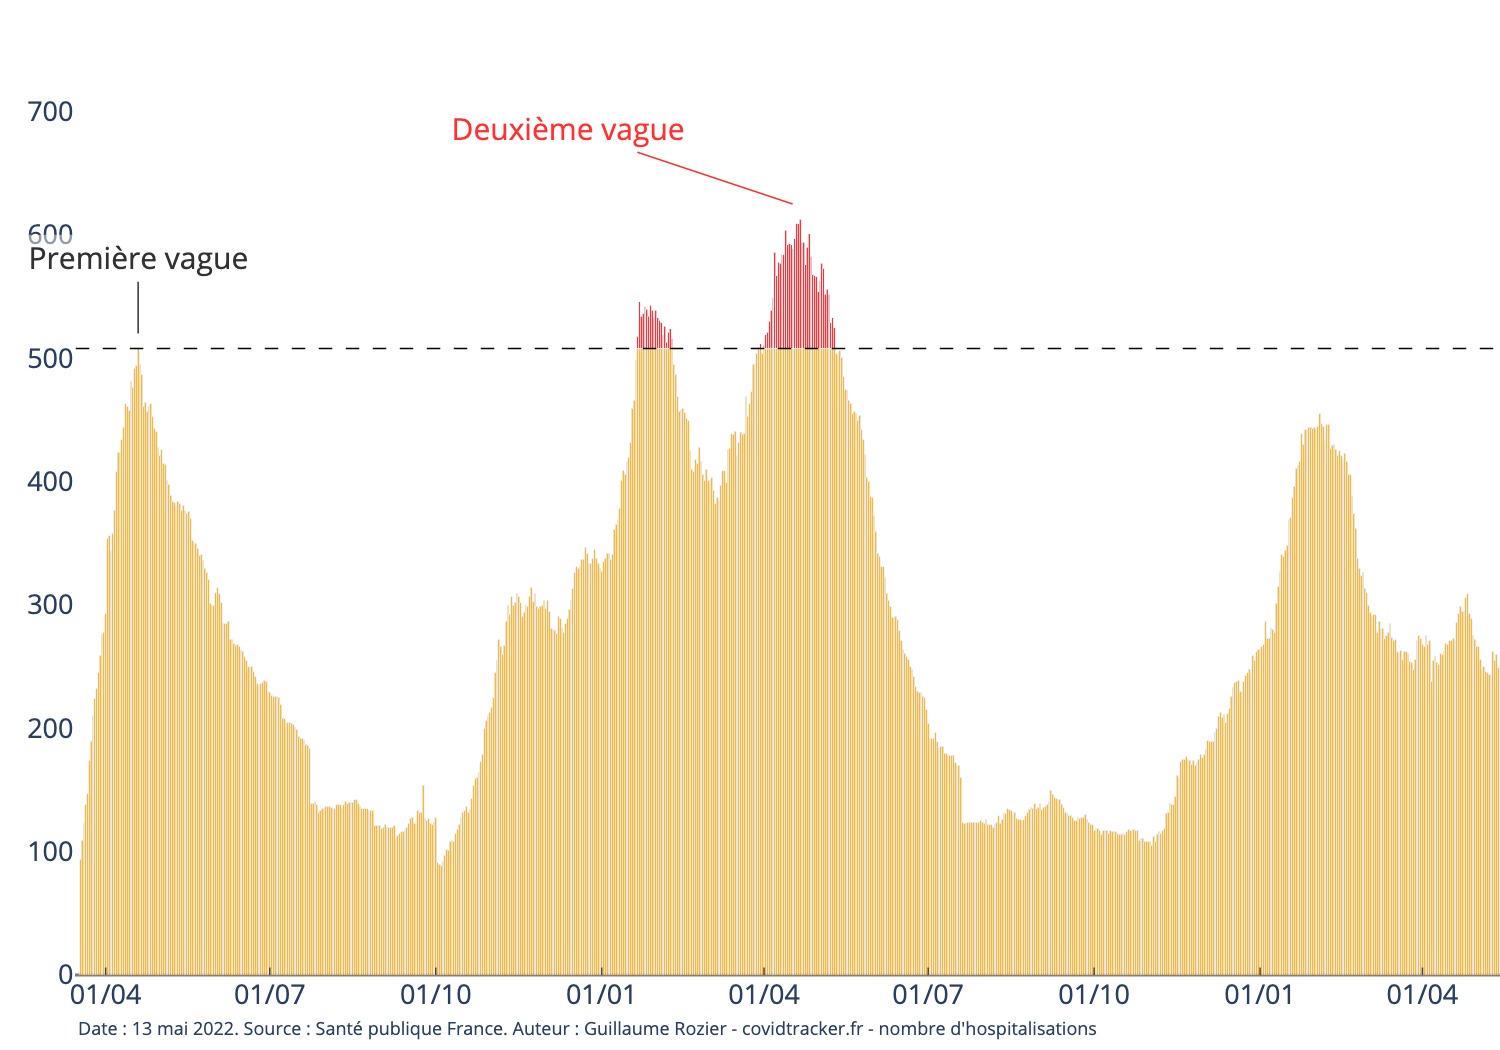 700
Deuxième vague
600
Première vague
500
400
300
200
100
0
01/04 01/07 01/10 01/01 01/04 01/07 01/10 01/01 01/04
Date : 13 mai 2022. Source : Santé publique France. Auteur : Guillaume Rozier - covidtracker.fr - nombre d'hospitalisations